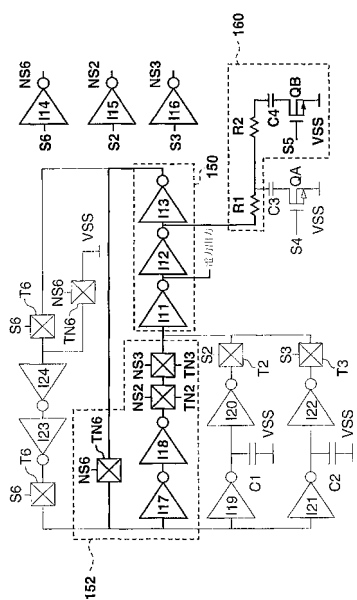 160
NS6
I14
S6
NS2
I15
S2
NS3
I16
S3
R2
C4
QB
S5
VSS
R1
C3
QA
S4
VSS
150
I13
I12
I11
VSS
NS6
TN6
T6
S6
I24
I23
T6
S6
NS6
TN6
NS3
TN3
NS2
TN2
I18
I17
152
S2
T2
I20
VSS
C1
I19
S3
T3
I22
VSS
C2
I21